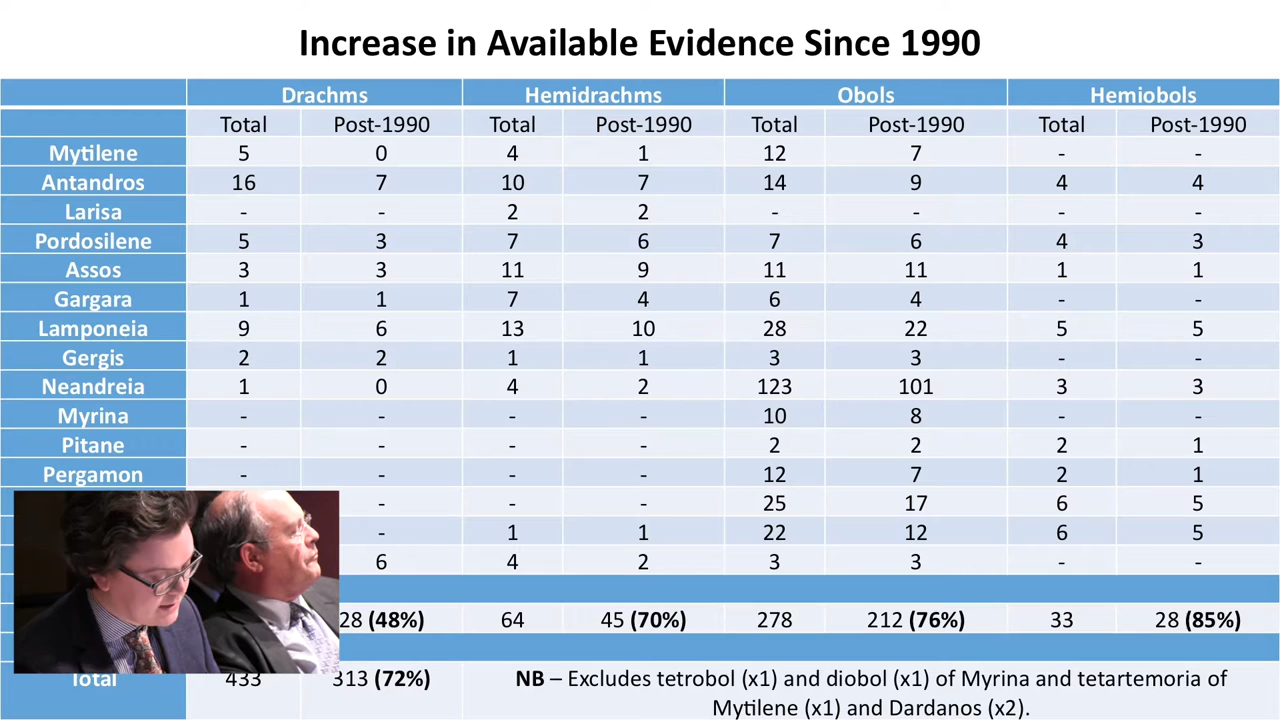 Increase in Available Evidence Since 1990
Drachms Hemidrachms Obols Hemiobols
Total Post-1990 Total Post-1990 Total Post-1990 Total Post-1990
Mytilene 5 0 4 1 12 7 - -
Antandros 16 7 10 7 14 9 4 4
Larisa - - 2 2 - - - -
Pordosilene 5 3 7 6 7 6 4 3
Assos 3 3 11 9 11 11 1 1
Gargara 1 1 7 4 6 4 - -
Lamponeia 9 6 13 10 28 22 5 5
Gergis 2 2 1 1 3 3 - -
Neandreia 1 0 4 2 123 101 3 3
Myrina - - - - 10 8 - -
Pitane - - - - 2 2 2 1
Pergamon - - - - 12 7 2 1
- - - 25 17 6 5
- 1 1 22 12 6 5
6 4 2 3 3 - -
28 (48%) 64 45 (70%) 278 212 (76%) 33 28 (85%)
Total 433 313 (72%) NB – Excludes tetrobol (x1) and diobol (x1) of Myrina and tetartemoria of
Mytilene (x1) and Dardanos (x2).